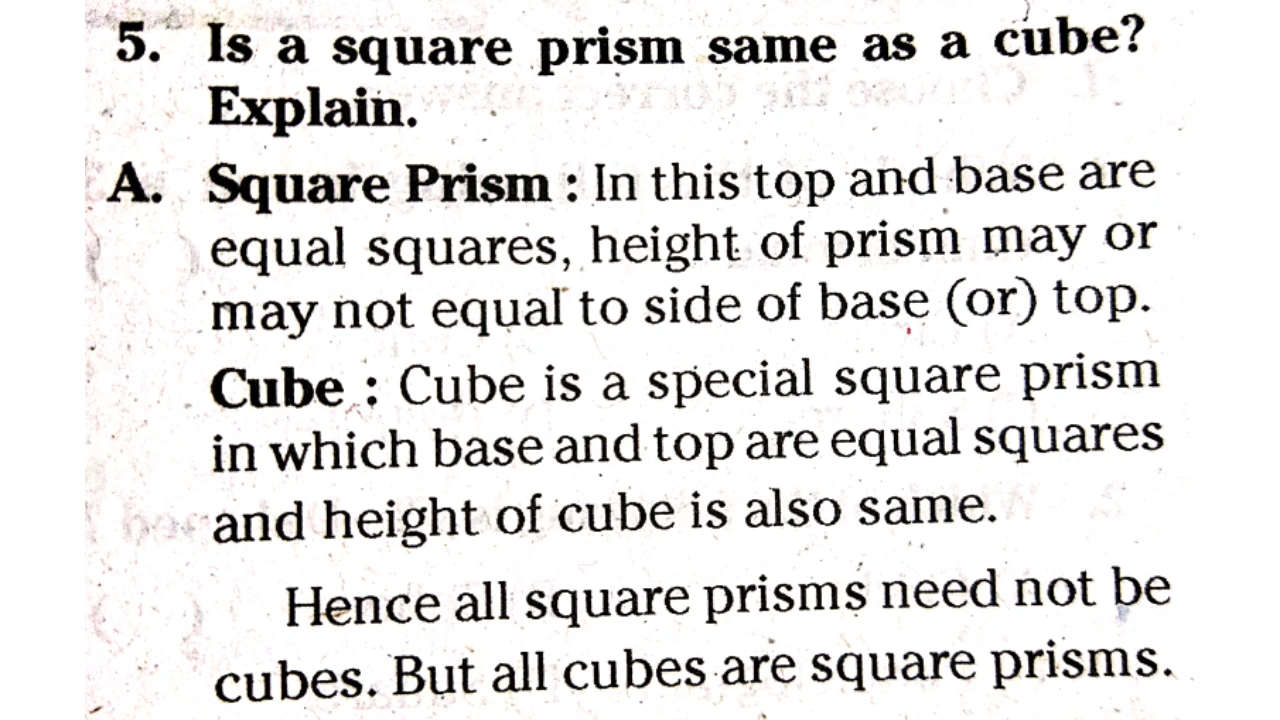 5. Is a square prism same as a cube?
Explain.
A. Square Prism : In this top and base are
equal squares, height of prism may or
may not equal to side of base (or) top.
Cube : Cube is a special square prism
in which base and top are equal squares
and height of cube is also same.
Hence all square prisms need not be
cubes. But all cubes are square prisms.